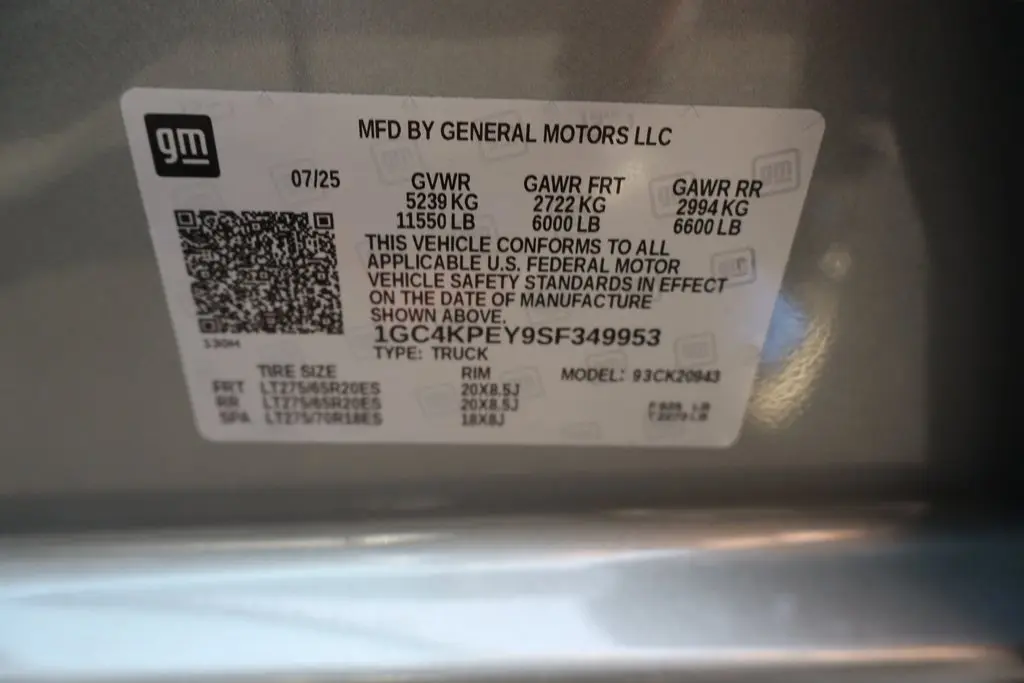 gm
MFD BY GENERAL MOTORS LLC
07/25 GVWR GAWR FRT GAWR RR
5239 KG 2722 KG 2994 KG
11550 LB 6000 LB 6600 LB
THIS VEHICLE CONFORMS TO ALL
APPLICABLE U.S. FEDERAL MOTOR
VEHICLE SAFETY STANDARDS IN EFFECT
ON THE DATE OF MANUFACTURE
SHOWN ABOVE.
1GC4KPEY9SF349953
TYPE: TRUCK
TIRE SIZE RIM MODEL: 93CK20943
FRT LT275/65R20ES 20X8.5J
RR LT275/65R20ES 20X8.5J
SPA LT275/70R18ES 18X8J